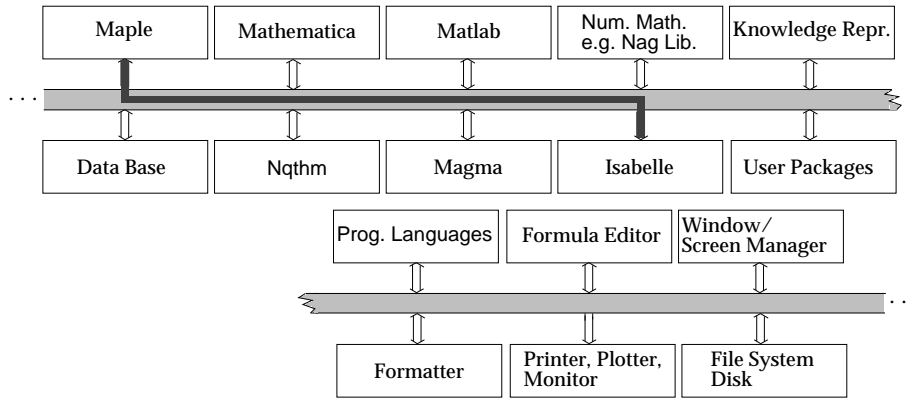 Maple
Mathematica
Matlab
Num. Math.
e.g. Nag Lib.
Knowledge Repr.
. . .
Data Base
Nqthm
Magma
Isabelle
User Packages
Prog. Languages
Formula Editor
Window/
Screen Manager
. .
Formatter
Printer, Plotter,
Monitor
File System
Disk